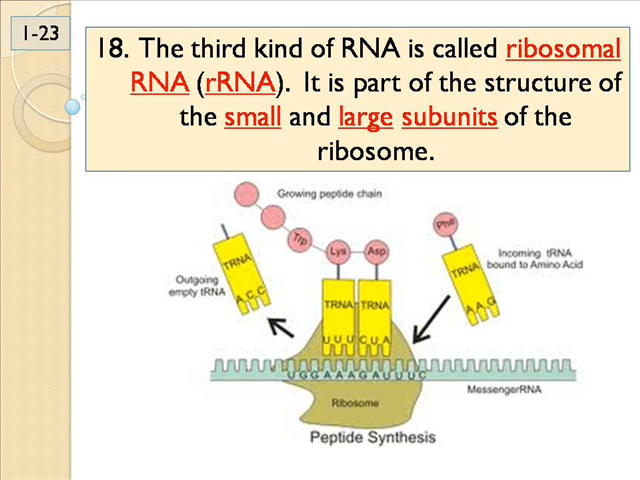 1-23
18. The third kind of RNA is called ribosomal
RNA (rRNA). It is part of the structure of
the small and large subunits of the
ribosome.
Growing peptide chain
Trp
Lys
Asp
Phe
TRNA
A C C
Outgoing
empty tRNA
TRNA
TRNA
TRNA
A A G
Incoming tRNA
bound to Amino Acid
U U U C U A
U G G A A A G A U U U C
MessengerRNA
Ribosome
Peptide Synthesis